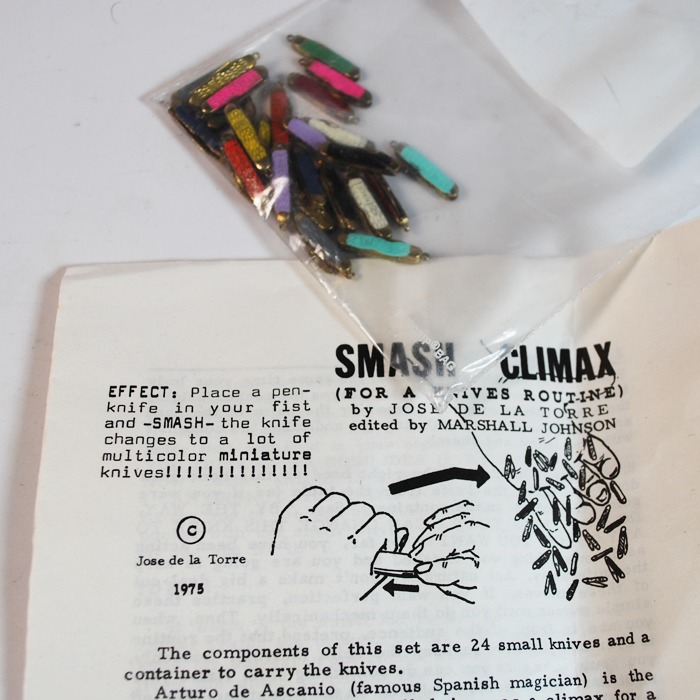 SMASH CLIMAX
(FOR A KNIVES ROUTINE)
by JOSE DE LA TORRE
edited by MARSHALL JOHNSON
EFFECT: Place a pen-
knife in your fist
and -SMASH- the knife
changes to a lot of
multicolor miniature
knives!!!!!!!!!!!!!!!
©
Jose de la Torre
1975
The components of this set are 24 small knives and a
container to carry the knives.
Arturo de Ascanio (famous Spanish magician) is the
climax for a